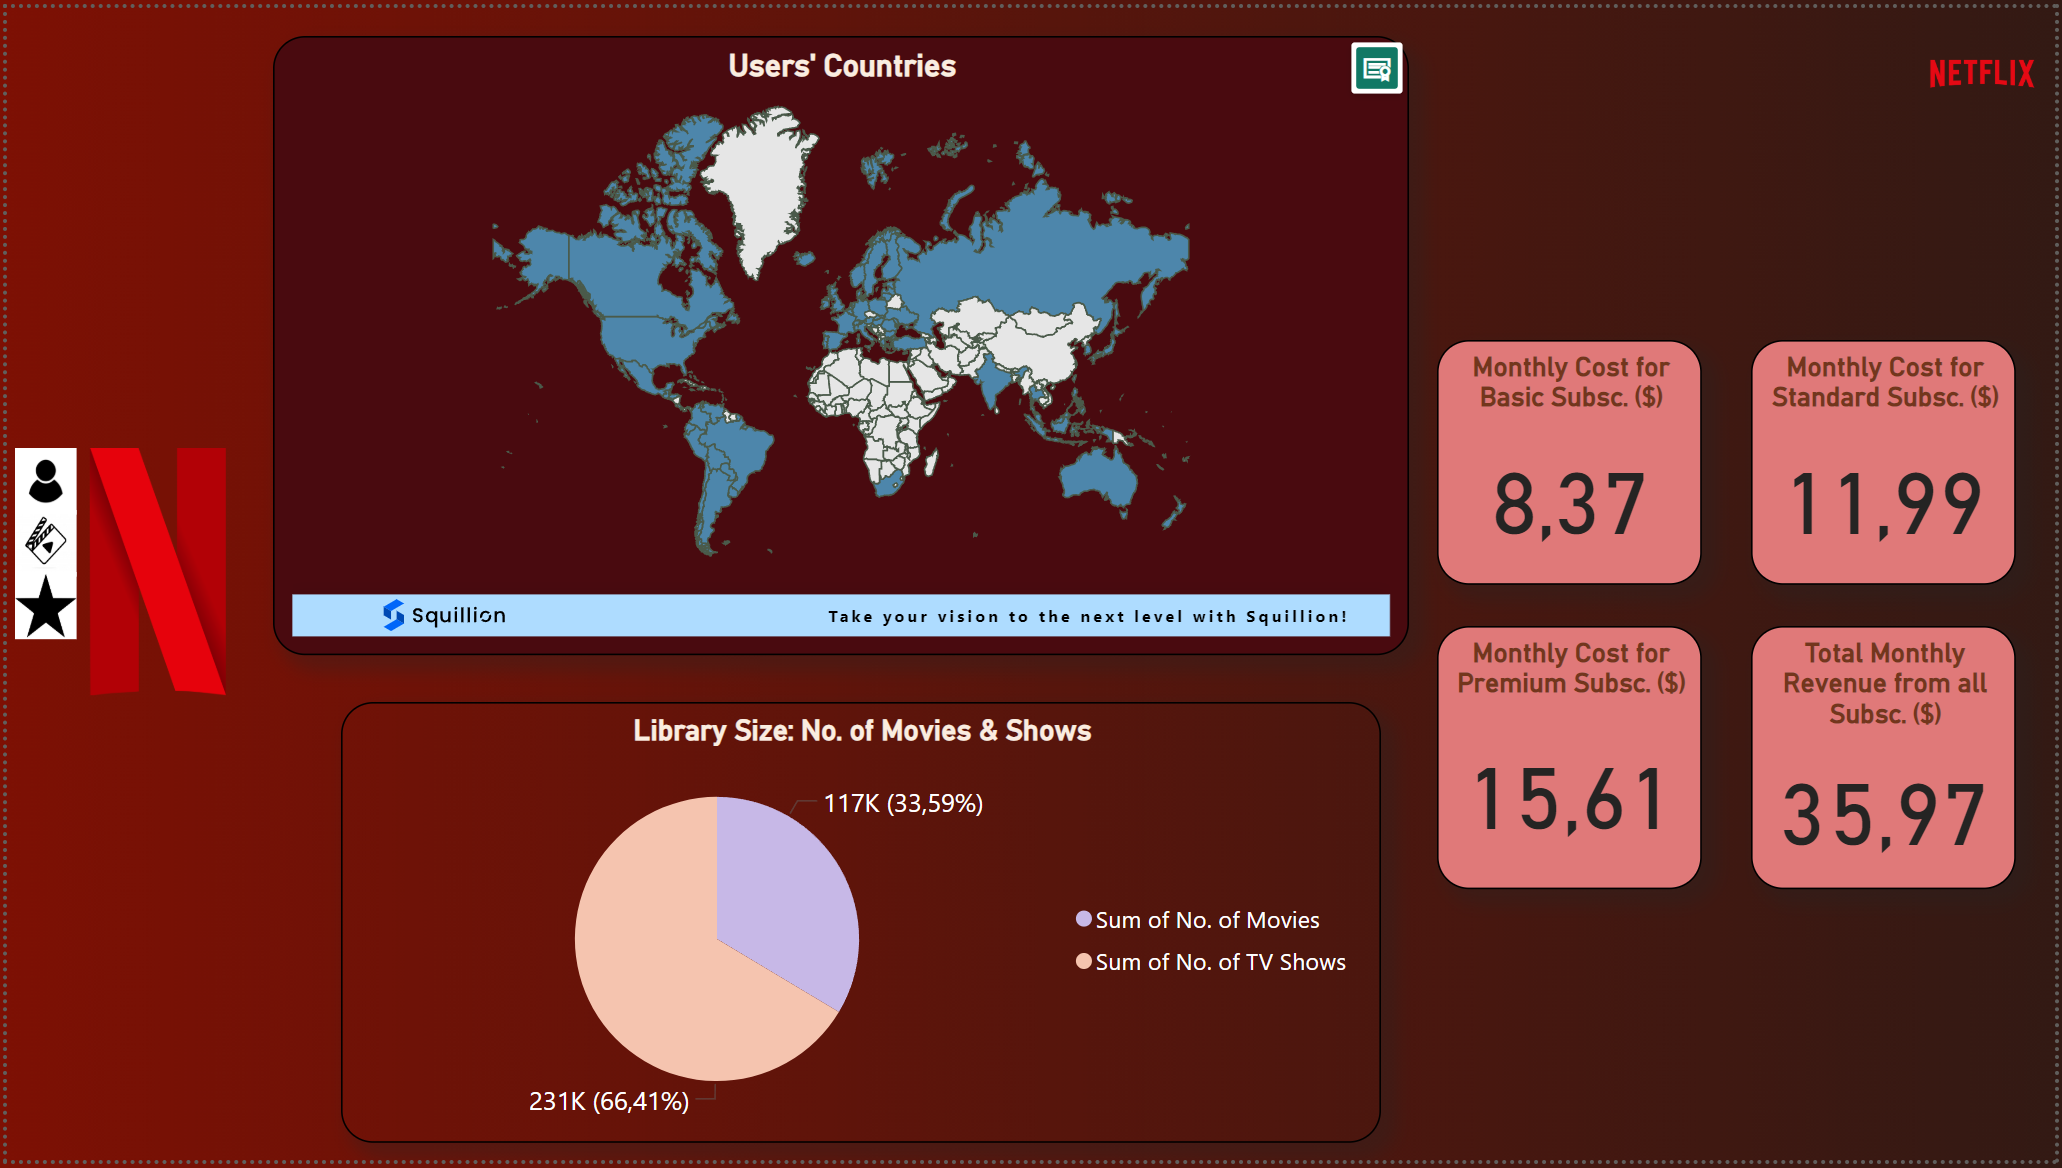 Users' Countries
NETFLIX
Squillion
Take your vision to the next level with Squillion!
Monthly Cost for
Basic Subsc. ($)
8,37
Monthly Cost for
Standard Subsc. ($)
11,99
Monthly Cost for
Premium Subsc. ($)
15,61
Total Monthly
Revenue from all
Subsc. ($)
35,97
Library Size: No. of Movies & Shows
117K (33,59%)
231K (66,41%)
Sum of No. of Movies
Sum of No. of TV Shows